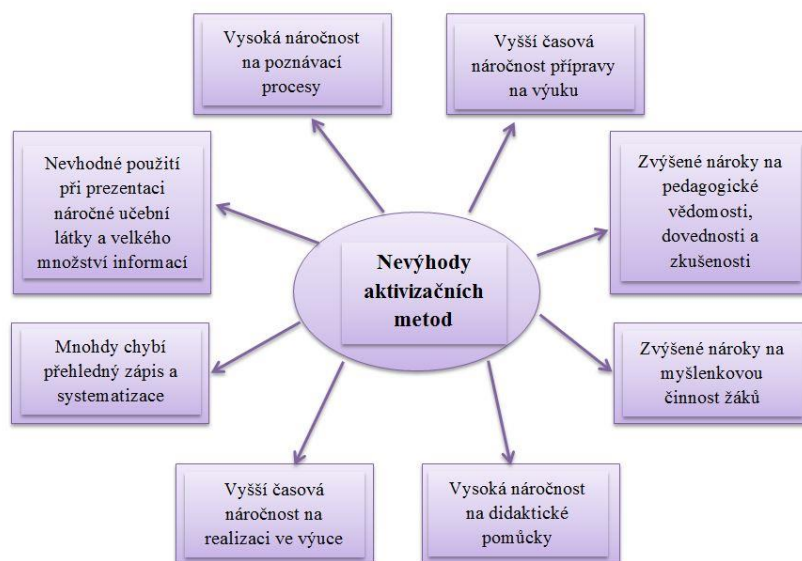 Vysoká náročnost
na poznávací
procesy
Vyšší časová
náročnost přípravy
na výuku
Nevhodné použití
při prezentaci
náročné učební
látky a velkého
množství informací
Zvýšené nároky na
pedagogické
vědomosti,
dovednosti a
zkušenosti
Nevýhody
aktivizačních
metod
Mnohdy chybí
přehledný zápis a
systematizace
Zvýšené nároky na
myšlenkovou
činnost žáků
Vyšší časová
náročnost na
realizaci ve výuce
Vysoká náročnost
na didaktické
pomůcky